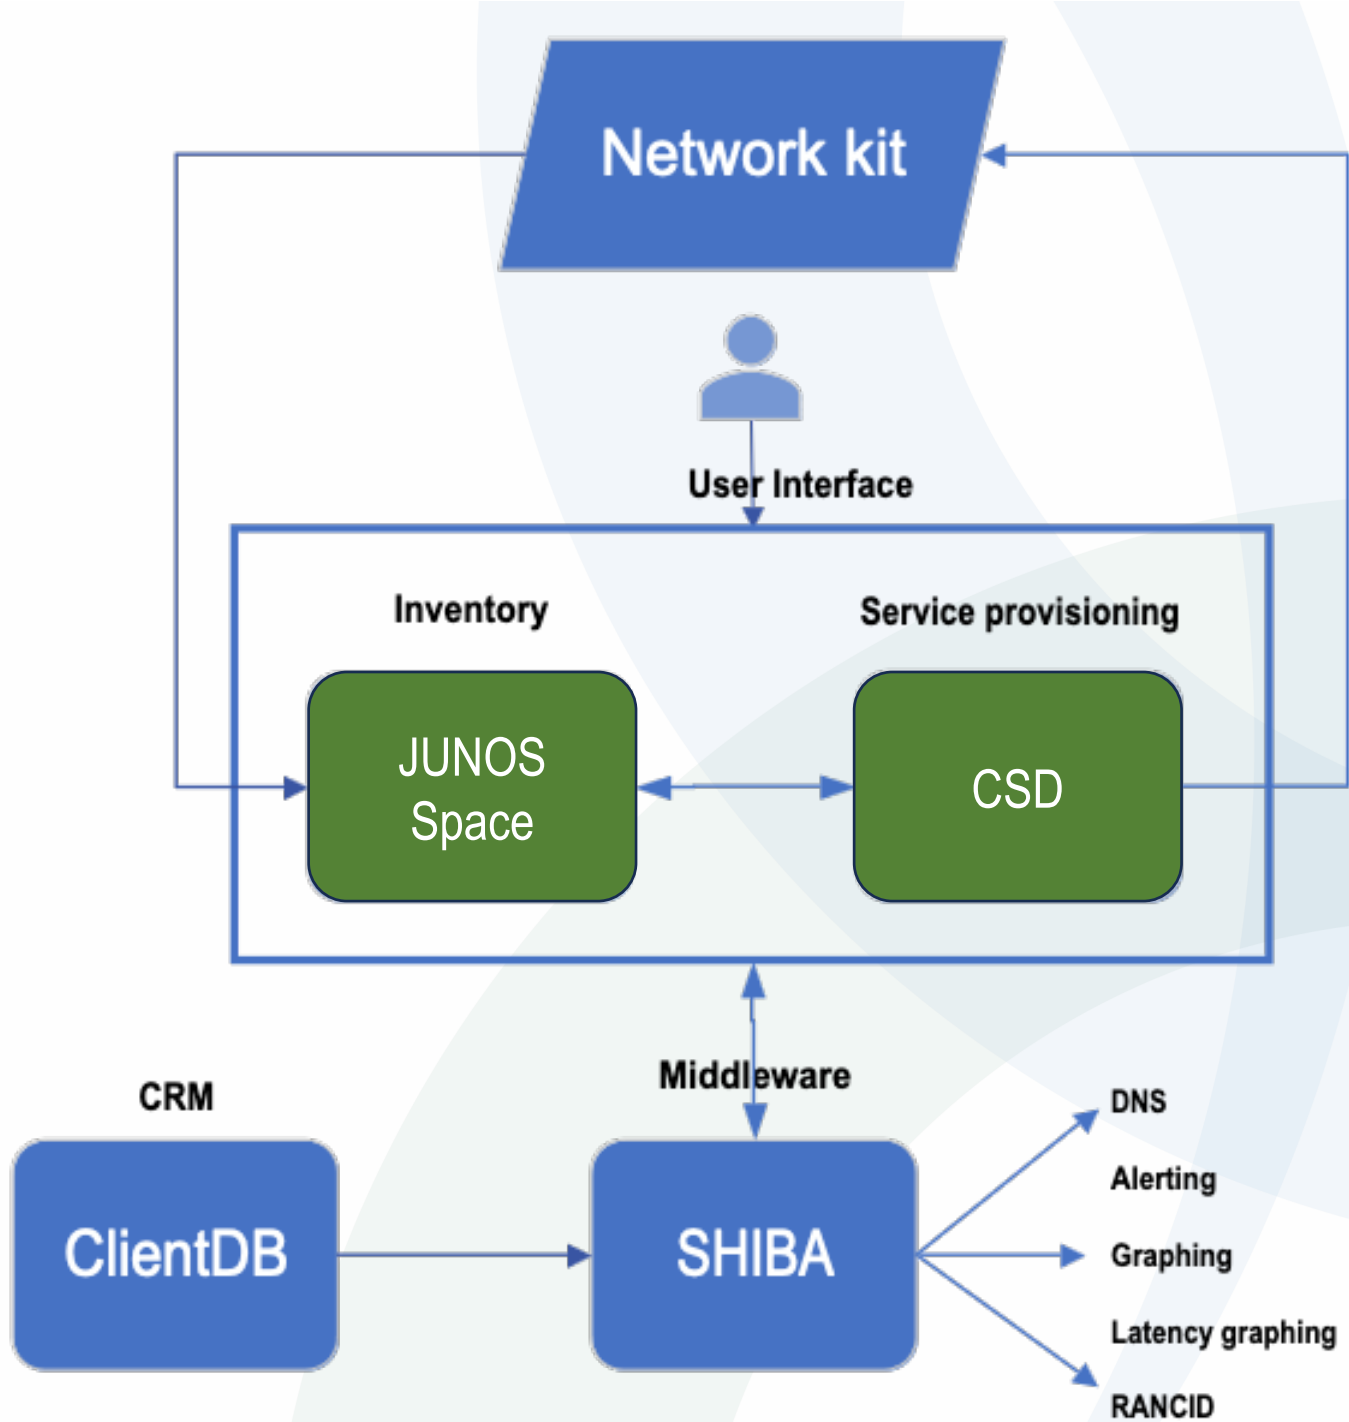 Network kit
User Interface
Inventory
Service provisioning
JUNOS
Space
CSD
Middleware
CRM
ClientDB
SHIBA
DNS
Alerting
Graphing
Latency graphing
RANCID